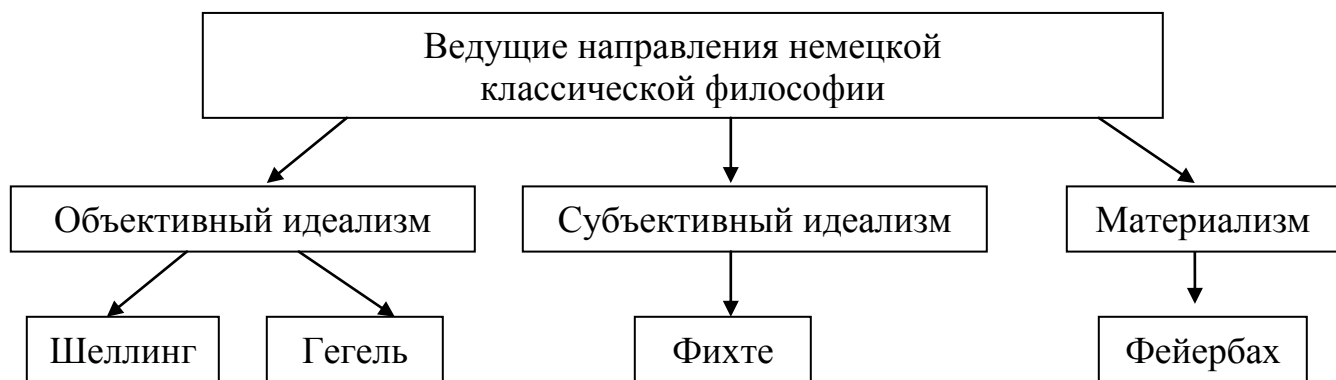 Ведущие направления немецкой
классической философии
Объективный идеализм
Субъективный идеализм
Материализм
Шеллинг
Гегель
Фихте
Фейербах